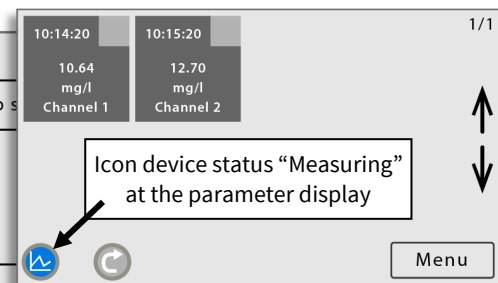 10:14:20
10.64
mg/l
Channel 1
10:15:20
12.70
mg/l
Channel 2
1/1
Icon device status “Measuring”
at the parameter display
Menu